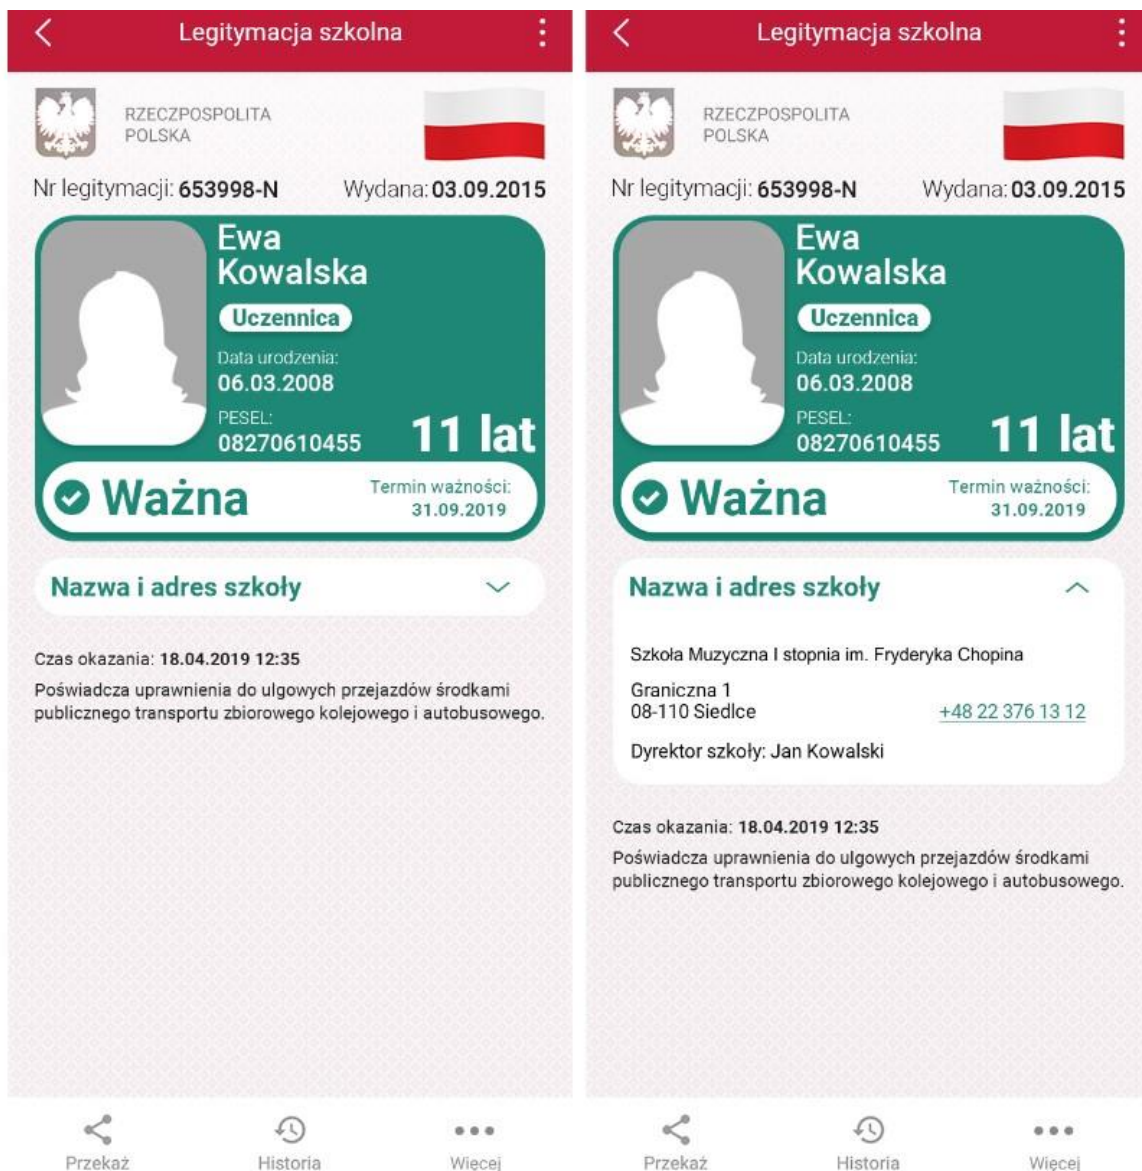 Legitymacja szkolna
RZECZPOSPOLITA
POLSKA
Nr legitymacji: 653998-N Wydana: 03.09.2015
Ewa
Kowalska
Uczennica
Data urodzenia:
06.03.2008
PESEL:
08270610455
11 lat
Ważna
Termin ważności:
31.09.2019
Nazwa i adres szkoły
Czas okazania: 18.04.2019 12:35
Poświadcza uprawnienia do ulgowych przejazdów środkami
publicznego transportu zbiorowego kolejowego i autobusowego.
Przekaż Historia Więcej
Legitymacja szkolna
RZECZPOSPOLITA
POLSKA
Nr legitymacji: 653998-N Wydana: 03.09.2015
Ewa
Kowalska
Uczennica
Data urodzenia:
06.03.2008
PESEL:
08270610455
11 lat
Ważna
Termin ważności:
31.09.2019
Nazwa i adres szkoły
Szkoła Muzyczna I stopnia im. Fryderyka Chopina
Graniczna 1
08-110 Siedlce +48 22 376 13 12
Dyrektor szkoły: Jan Kowalski
Czas okazania: 18.04.2019 12:35
Poświadcza uprawnienia do ulgowych przejazdów środkami
publicznego transportu zbiorowego kolejowego i autobusowego.
Przekaż Historia Więcej